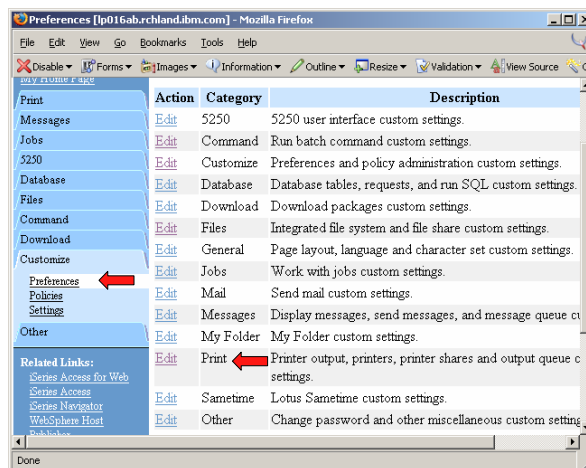 Preferences [lp016ab.rchland.ibm.com] - Mozilla Firefox
File Edit View Go Bookmarks Tools Help
Disable Forms Images Information Outline Resize Validation View Source
My Home Page
Print
Messages
Jobs
5250
Database
Files
Command
Download
Customize
Preferences
Policies
Settings
Other
Related Links:
iSeries Access for Web
iSeries Access
iSeries Navigator
WebSphere Host
Publisher
Action Category Description
Edit 5250 5250 user interface custom settings.
Edit Command Run batch command custom settings.
Edit Customize Preferences and policy administration custom settings.
Edit Database Database tables, requests, and run SQL custom settings.
Edit Download Download packages custom settings.
Edit Files Integrated file system and file share custom settings.
Edit General Page layout, language and character set custom settings.
Edit Jobs Work with jobs custom settings.
Edit Mail Send mail custom settings.
Edit Messages Display messages, send messages, and message queue cu
Edit My Folder My Folder custom settings.
Edit Print Printer output, printers, printer shares and output queue c
settings.
Edit Sametime Lotus Sametime custom settings.
Edit Other Change password and other miscellaneous custom setting
Done